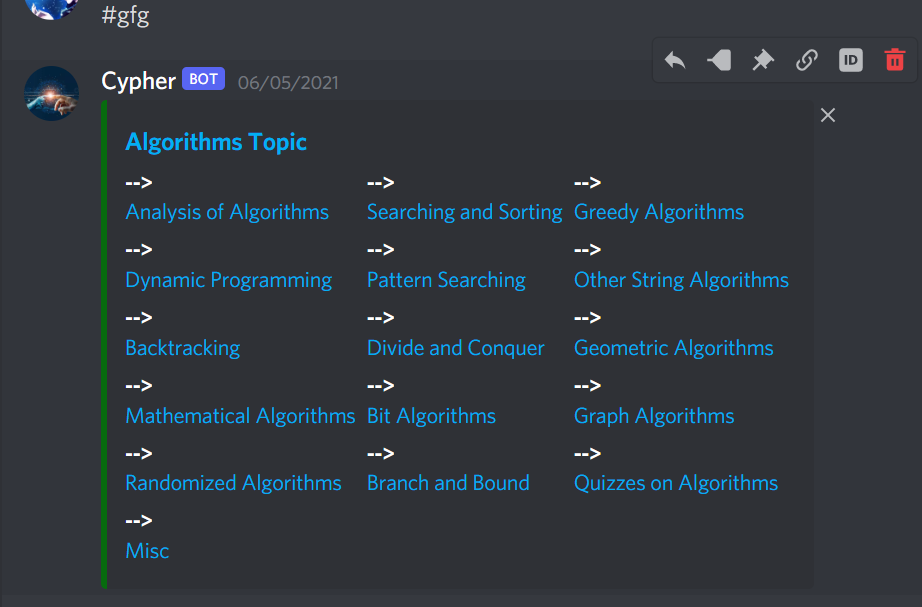 #gfg
Cypher BOT 06/05/2021
ID
Algorithms Topic
--> --> -->
Analysis of Algorithms Searching and Sorting Greedy Algorithms
--> --> -->
Dynamic Programming Pattern Searching Other String Algorithms
--> --> -->
Backtracking Divide and Conquer Geometric Algorithms
--> --> -->
Mathematical Algorithms Bit Algorithms Graph Algorithms
--> --> -->
Randomized Algorithms Branch and Bound Quizzes on Algorithms
-->
Misc